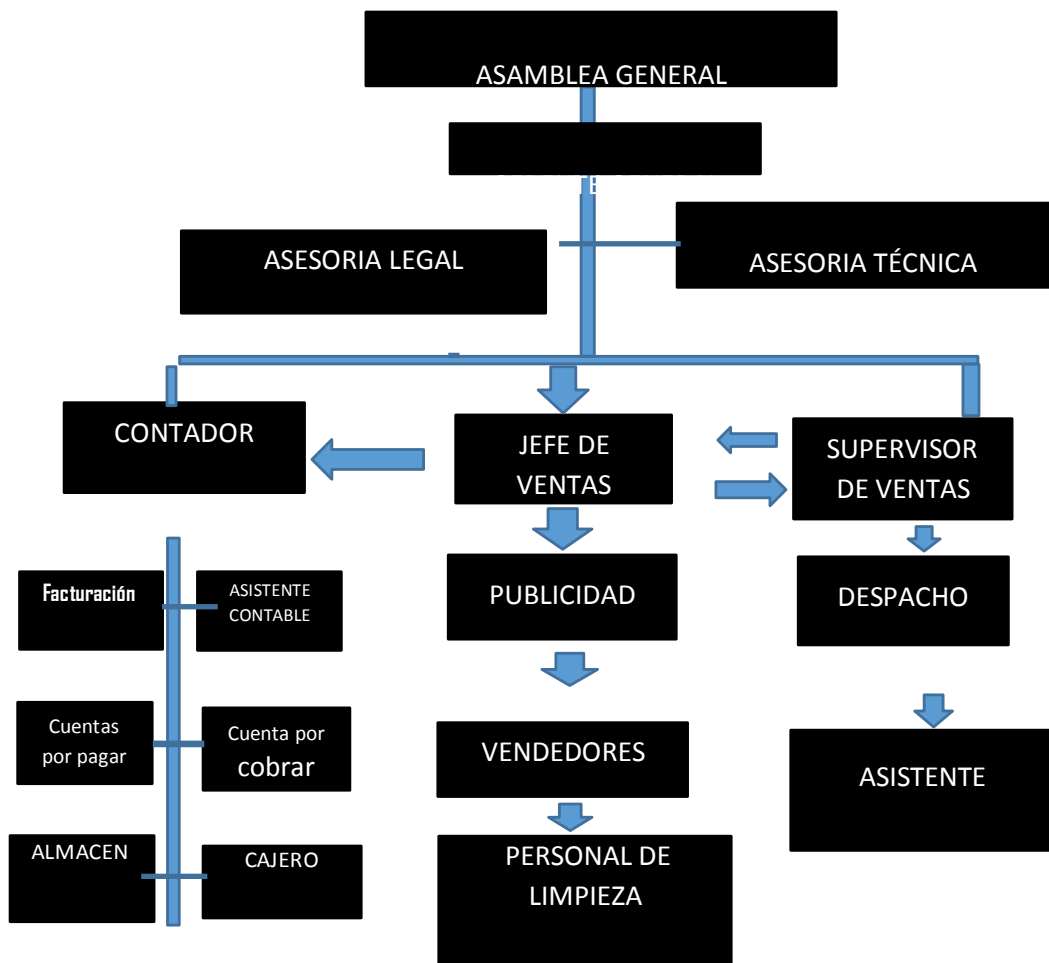 ASAMBLEA GENERAL
ASESORIA LEGAL
ASESORIA TÉCNICA
CONTADOR
JEFE DE
VENTAS
SUPERVISOR
DE VENTAS
Facturación
ASISTENTE
CONTABLE
PUBLICIDAD
DESPACHO
Cuentas
por pagar
Cuenta por
cobrar
VENDEDORES
ASISTENTE
ALMACEN
CAJERO
PERSONAL DE
LIMPIEZA